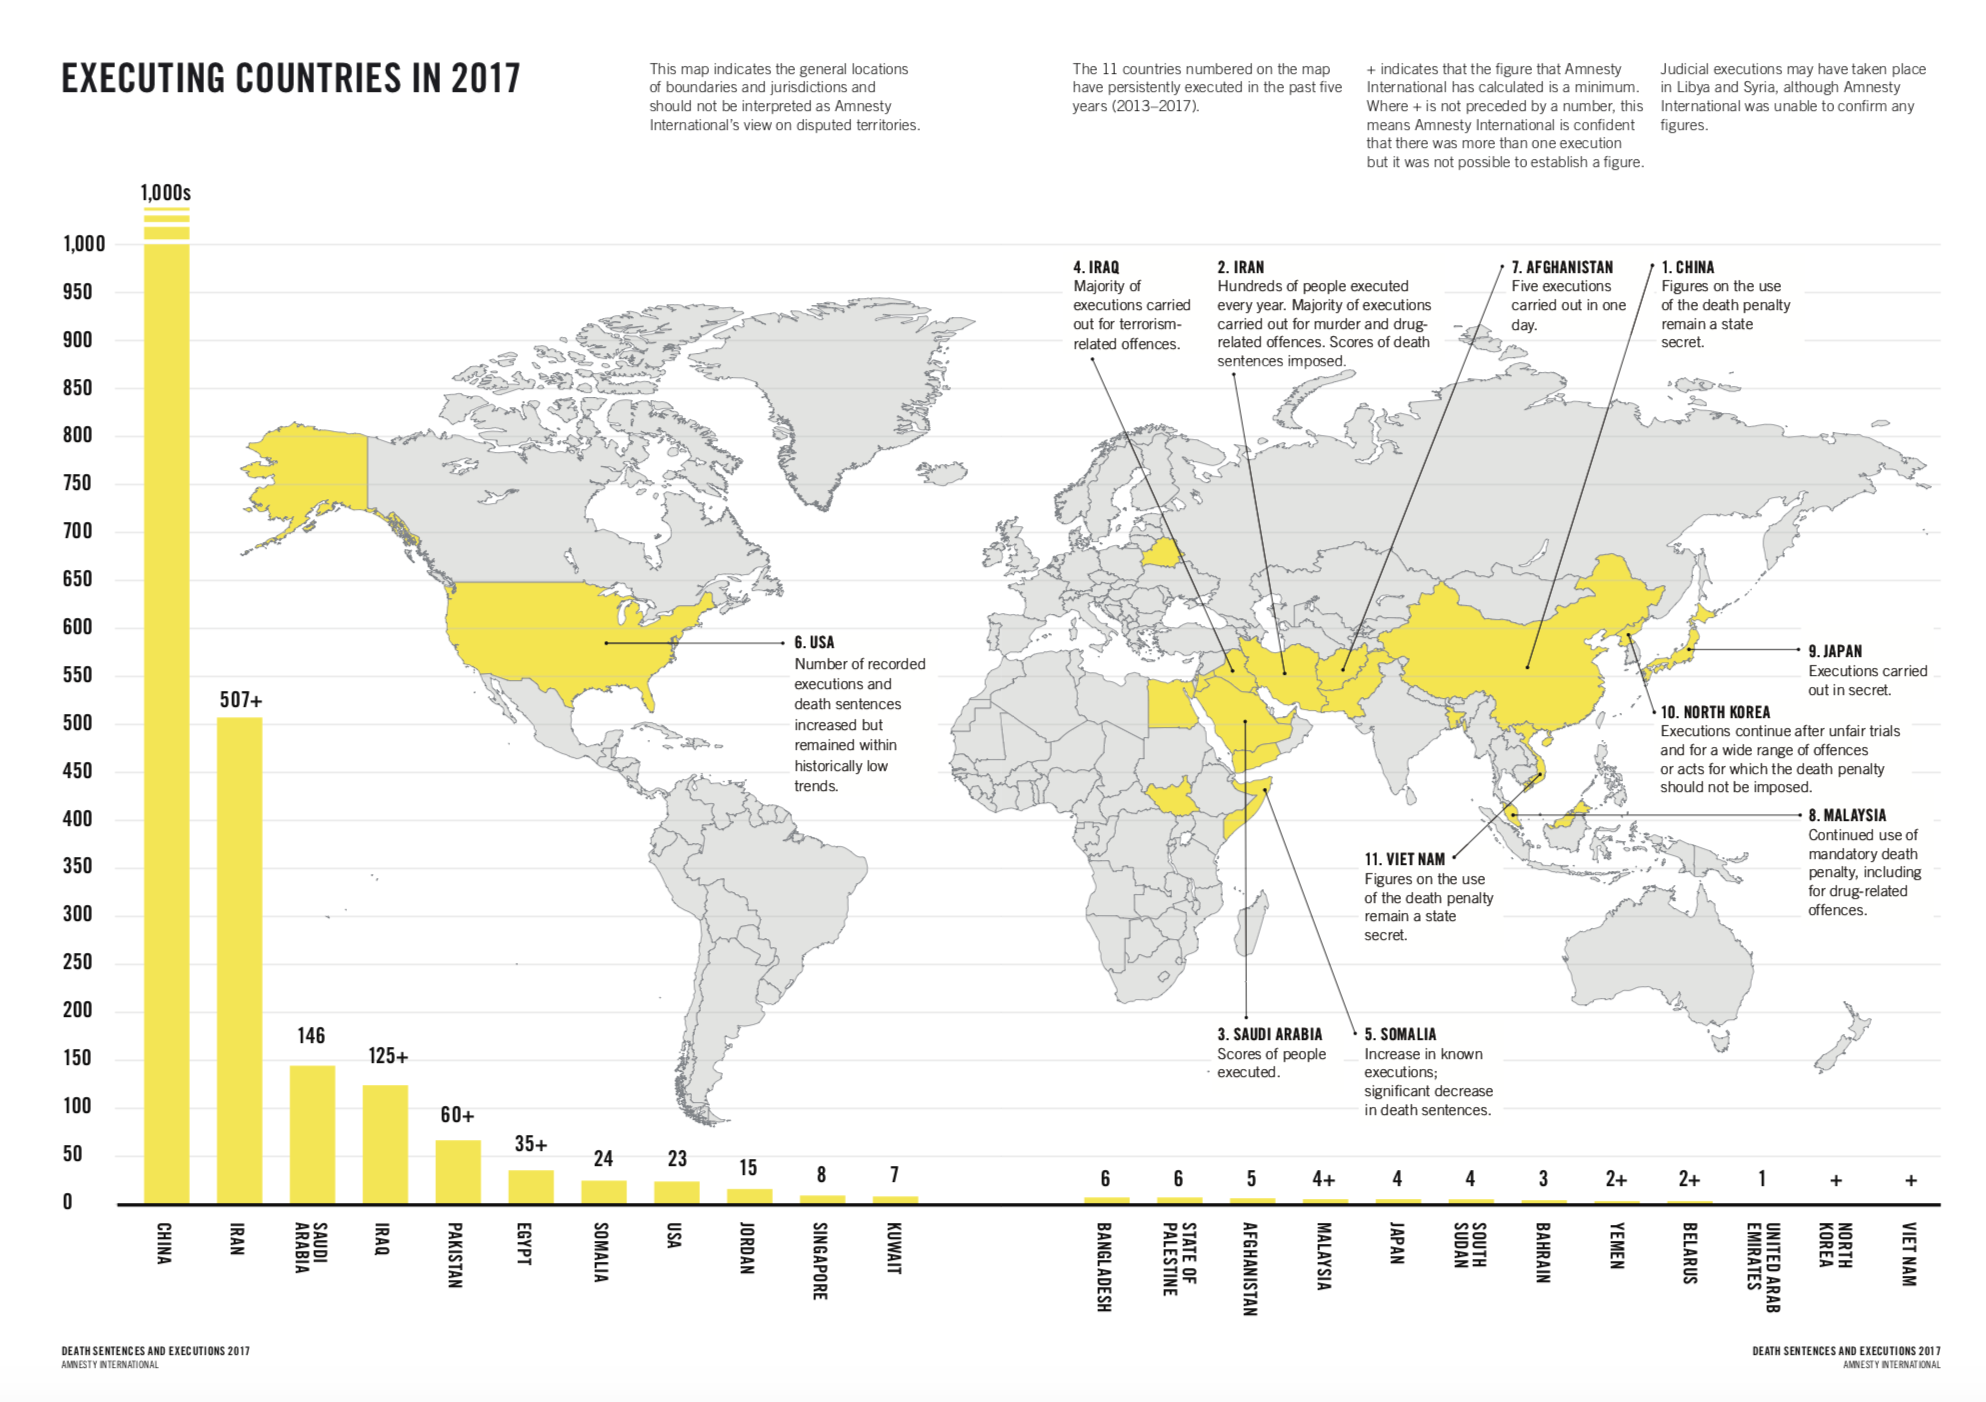 EXECUTING COUNTRIES IN 2017
This map indicates the general locations
of boundaries and jurisdictions and
should not be interpreted as Amnesty
International's view on disputed territories.
The 11 countries numbered on the map
have persistently executed in the past five
years (2013–2017).
+ indicates that the figure that Amnesty
International has calculated is a minimum.
Where + is not preceded by a number, this
means Amnesty International is confident
that there was more than one execution
but it was not possible to establish a figure.
Judicial executions may have taken place
in Libya and Syria, although Amnesty
International was unable to confirm any
figures.
1,000s
1,000
950
900
850
800
750
700
650
600
550
500
450
400
350
300
250
200
150
100
50
0
4. IRAQ
Majority of
executions carried
out for terrorism-
related offences.
2. IRAN
Hundreds of people executed
every year. Majority of executions
carried out for murder and drug-
related offences. Scores of death
sentences imposed.
7. AFGHANISTAN
Five executions
carried out in one
day.
1. CHINA
Figures on the use
of the death penalty
remain a state
secret.
6. USA
Number of recorded
executions and
death sentences
increased but
remained within
historically low
trends.
9. JAPAN
Executions carried
out in secret.
10. NORTH KOREA
Executions continue after unfair trials
and for a wide range of offences
or acts for which the death penalty
should not be imposed.
8. MALAYSIA
Continued use of
mandatory death
penalty, including
for drug-related
offences.
11. VIET NAM
Figures on the use
of the death penalty
remain a state
secret.
3. SAUDI ARABIA
Scores of people
executed.
5. SOMALIA
Increase in known
executions;
significant decrease
in death sentences.
507+
146
125+
60+
35+
24
23
15
8
7
6
6
5
4+
4
4
3
2+
2+
1
+
+
CHINA
IRAN
SAUDI
ARABIA
IRAQ
PAKISTAN
EGYPT
SOMALIA
USA
JORDAN
SINGAPORE
KUWAIT
BANGLADESH
STATE OF
PALESTINE
AFGHANISTAN
MALAYSIA
JAPAN
SOUTH
SUDAN
BAHRAIN
YEMEN
BELARUS
UNITED ARAB
EMIRATES
NORTH
KOREA
VIET NAM
DEATH SENTENCES AND EXECUTIONS 2017
AMNESTY INTERNATIONAL
DEATH SENTENCES AND EXECUTIONS 2017
AMNESTY INTERNATIONAL